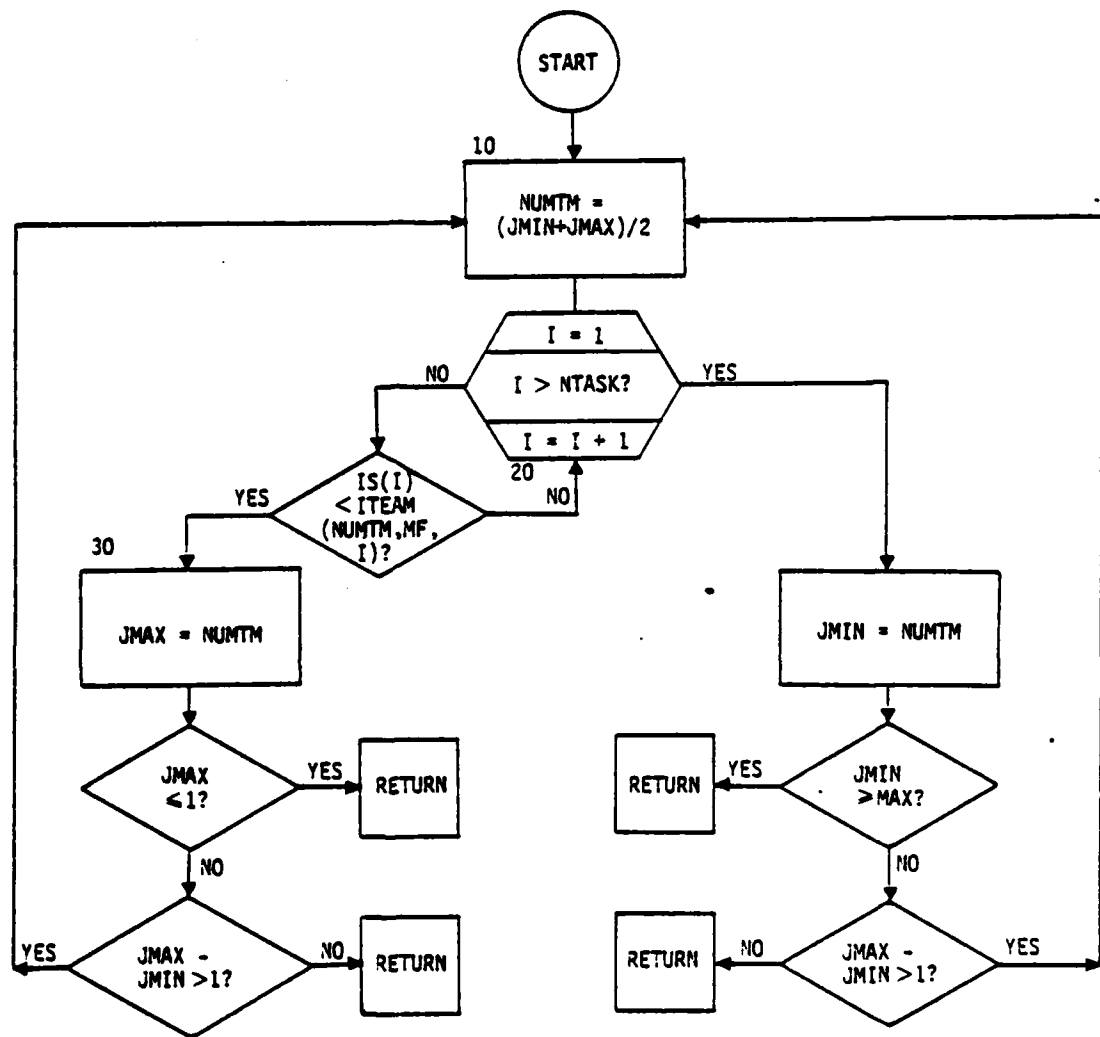 START
10
NUMTM =
(JMIN+JMAX)/2
I = 1
NO
I > NTASK?
YES
I = I + 1
20
IS(I)
< ITEAM
(NUMTM,MF,
I)?
YES
NO
30
JMAX = NUMTM
JMIN = NUMTM
JMAX
≤1?
YES
RETURN
RETURN
YES
JMIN
≥MAX?
NO
NO
YES
JMAX -
JMIN >1?
NO
RETURN
RETURN
NO
JMAX -
JMIN >1?
YES